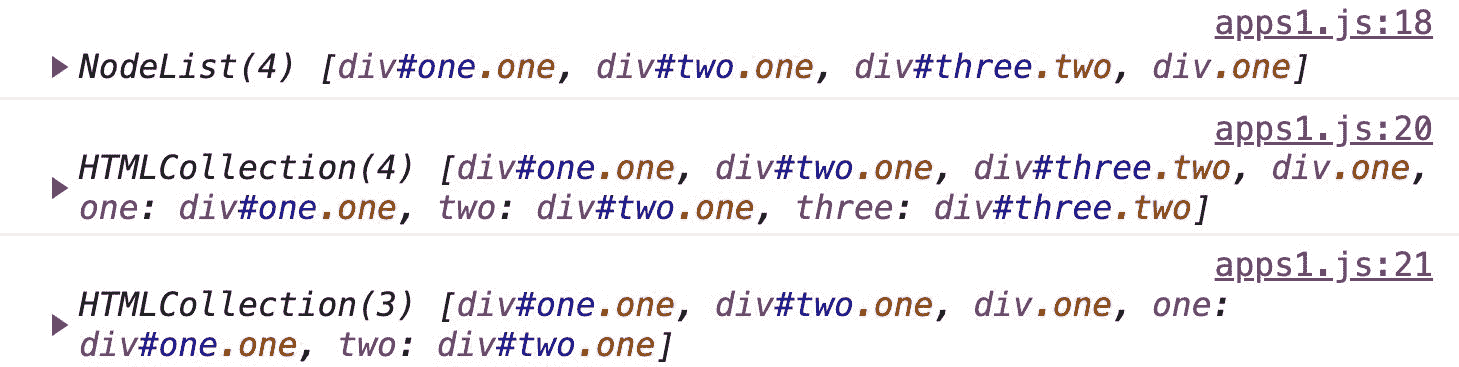 apps1.js:18
NodeList(4) [div#one.one, div#two.one, div#three.two, div.one]
apps1.js:20
HTMLCollection(4) [div#one.one, div#two.one, div#three.two, div.one,
one: div#one.one, two: div#two.one, three: div#three.two]
apps1.js:21
HTMLCollection(3) [div#one.one, div#two.one, div.one, one:
div#one.one, two: div#two.one]